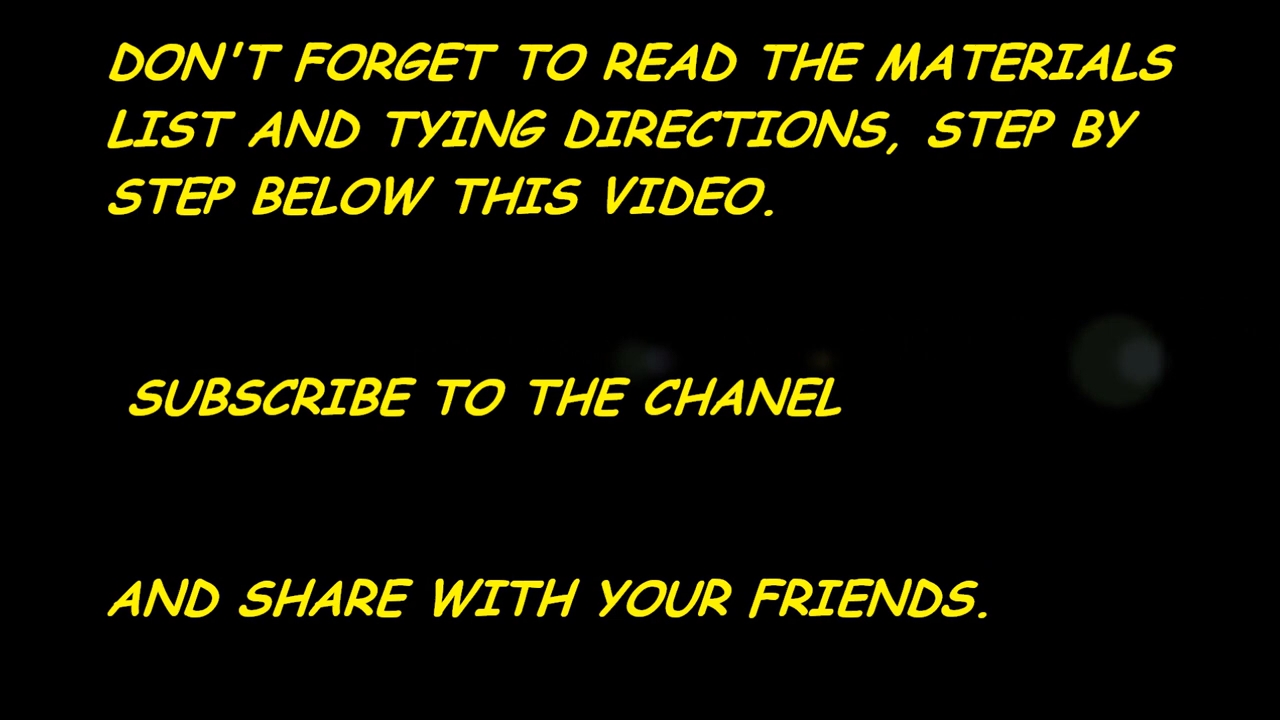 DON'T FORGET TO READ THE MATERIALS
LIST AND TYING DIRECTIONS, STEP BY
STEP BELOW THIS VIDEO.
SUBSCRIBE TO THE CHANEL
AND SHARE WITH YOUR FRIENDS.